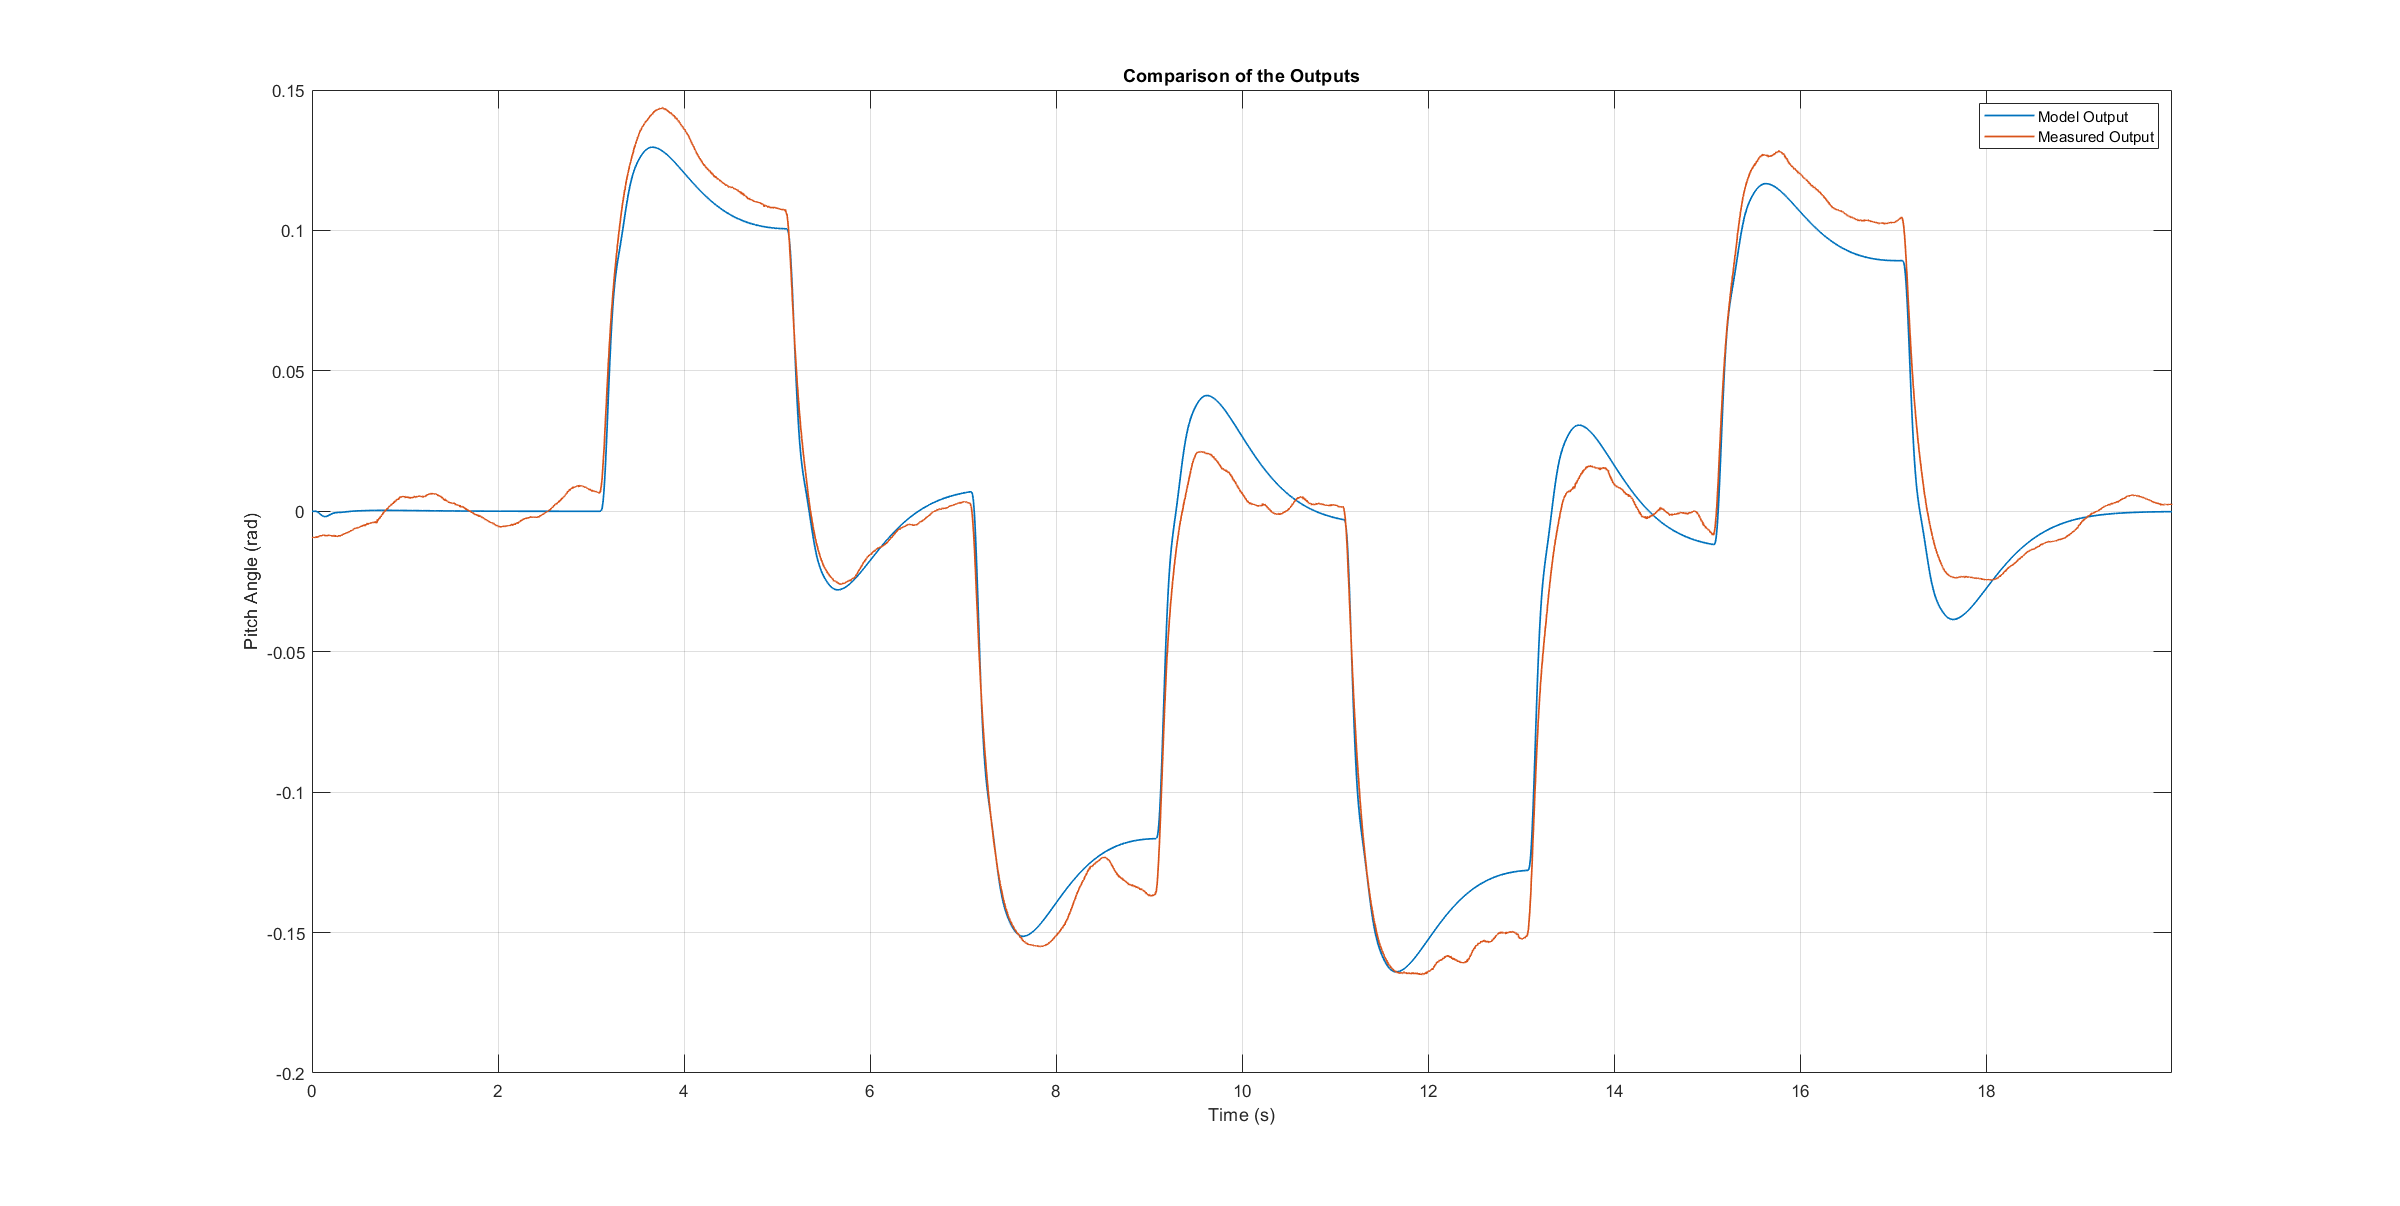 Comparison of the Outputs
0.15
0.1
0.05
0
-0.05
-0.1
-0.15
-0.2
Pitch Angle (rad)
Model Output
Measured Output
0 2 4 6 8 10 12 14 16 18
Time (s)